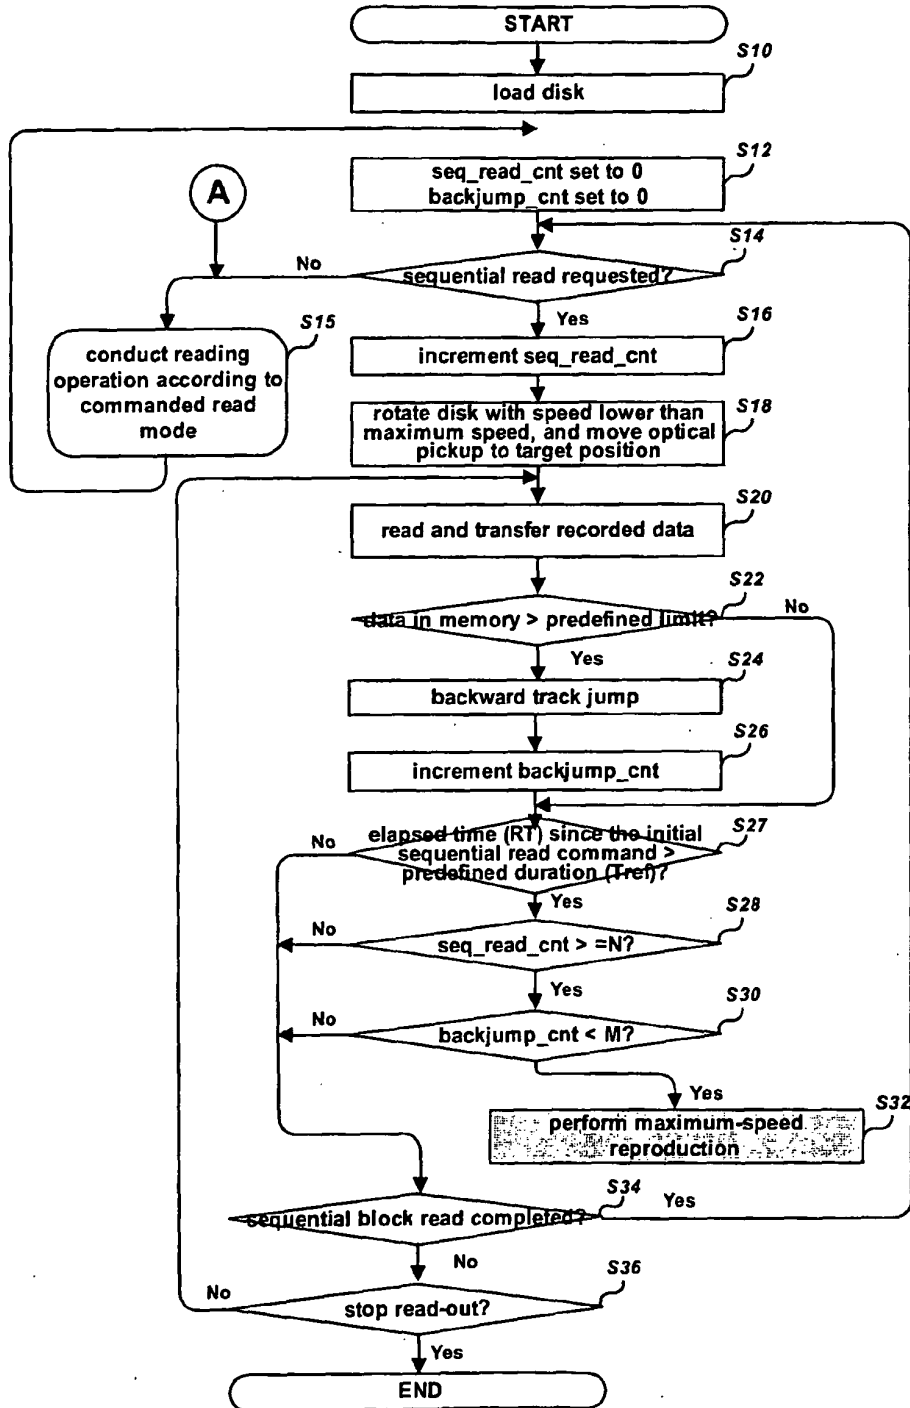 START
S10
load disk
S12
seq_read_cnt set to 0
backjump_cnt set to 0
A
S14
No
sequential read requested?
Yes
S15
S16
conduct reading
operation according to
commanded read
mode
increment seq_read_cnt
S18
rotate disk with speed lower than
maximum speed, and move optical
pickup to target position
S20
read and transfer recorded data
S22
data in memory > predefined limit?
No
Yes
S24
backward track jump
S26
increment backjump_cnt
S27
No
elapsed time (RT) since the initial
sequential read command >
predefined duration (Tref)?
Yes
S28
No
seq_read_cnt > =N?
Yes
S30
No
backjump_cnt < M?
Yes
S32
perform maximum-speed
reproduction
S34
sequential block read completed?
Yes
No
S36
No
stop read-out?
Yes
END